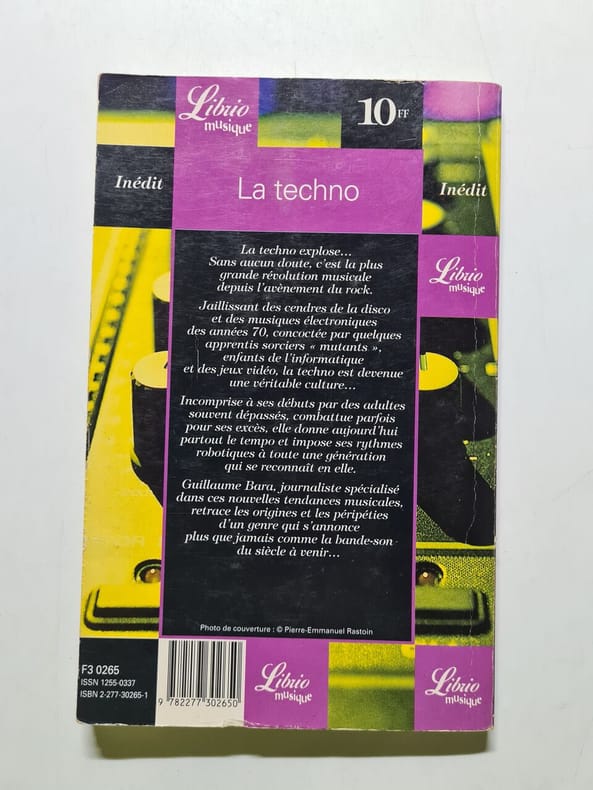 Librio
musique
10 FF
Inédit
La techno
Inédit
La techno explose...
Sans aucun doute, c'est la plus
grande révolution musicale
depuis l'avènement du rock.
Librio
musique
Jaillissant des cendres de la disco
et des musiques électroniques
des années 70, concoctée par quelques
apprentis sorciers « mutants »,
enfants de l'informatique
et des jeux vidéo, la techno est devenue
une véritable culture...
Incomprise à ses débuts par des adultes
souvent dépassés, combattue parfois
pour ses excès, elle donne aujourd'hui
partout le tempo et impose ses rythmes
robotiques à toute une génération
qui se reconnaît en elle.
Guillaume Bara, journaliste spécialisé
dans ces nouvelles tendances musicales,
retrace les origines et les péripéties
d'un genre qui s'annonce
plus que jamais comme la bande-son
du siècle à venir...
Photo de couverture : © Pierre-Emmanuel Rastoin
F3 0265
ISSN 1255-0337
ISBN 2-277-30265-1
9 782277 302650
Librio
musique
Librio
musique